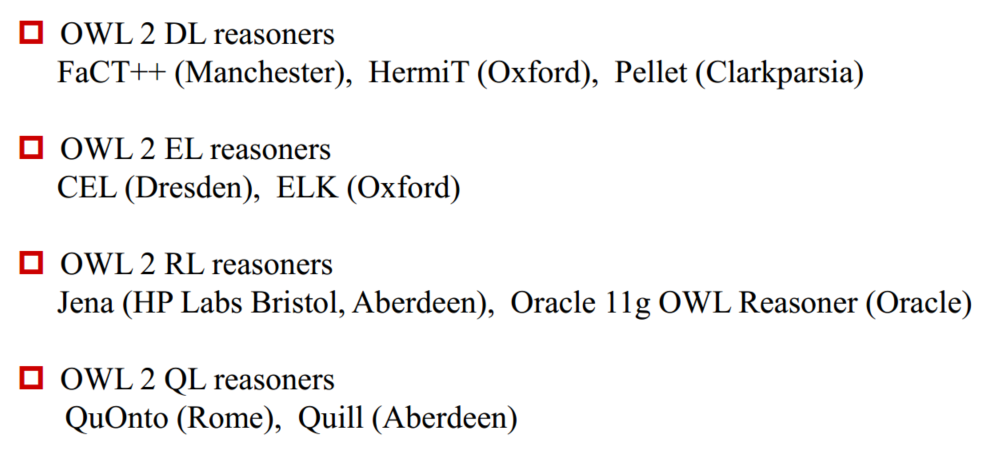 OWL 2 DL reasoners
FaCT++ (Manchester), HermiT (Oxford), Pellet (Clarkparsia)
OWL 2 EL reasoners
CEL (Dresden), ELK (Oxford)
OWL 2 RL reasoners
Jena (HP Labs Bristol, Aberdeen), Oracle 11g OWL Reasoner (Oracle)
OWL 2 QL reasoners
QuOnto (Rome), Quill (Aberdeen)